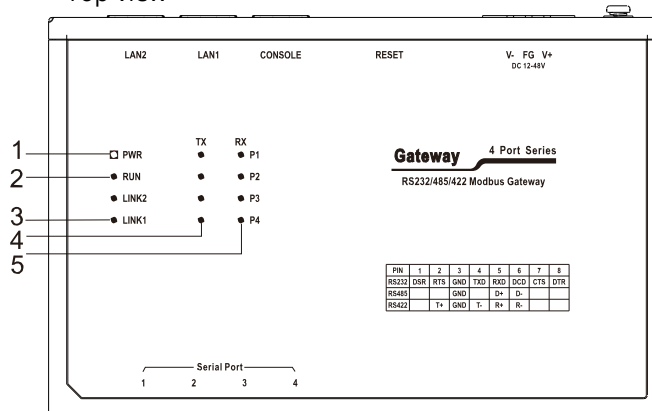 Top view
LAN2 LAN1 CONSOLE RESET V- FG V+
DC 12-48V
TX RX
1 PWR P1
2 RUN P2
LINK2 P3
3 LINK1 P4
4
5
Gateway 4 Port Series
RS232/485/422 Modbus Gateway
PIN 1 2 3 4 5 6 7 8
RS232 DSR RTS GND TXD RXD DCD CTS DTR
RS485 GND D+ D-
RS422 T+ GND T- R+ R-
Serial Port
1 2 3 4